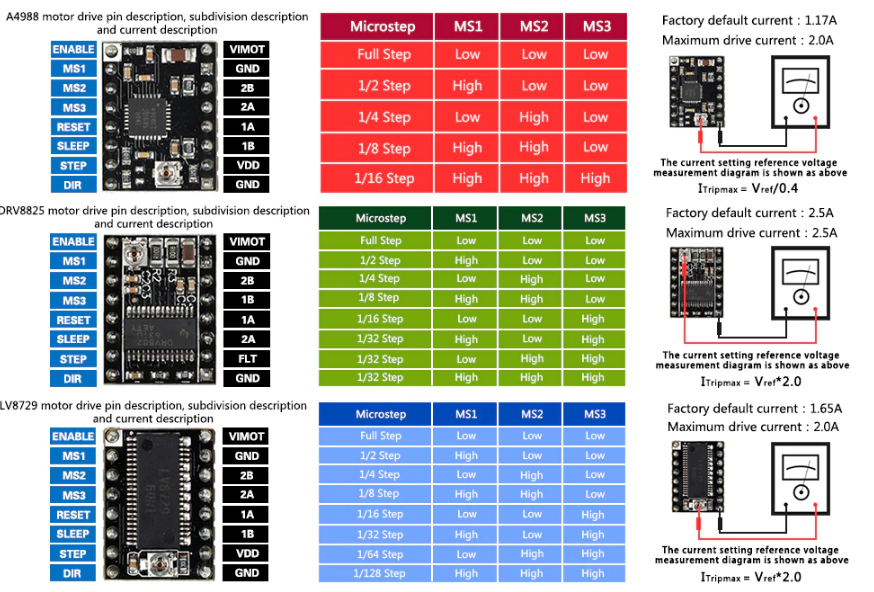 A4988 motor drive pin description, subdivision description
and current description
ENABLE VIMOT
MS1 GND
MS2 2B
MS3 2A
RESET 1A
SLEEP 1B
STEP VDD
DIR GND
Microstep MS1 MS2 MS3
Full Step Low Low Low
1/2 Step High Low Low
1/4 Step Low High Low
1/8 Step High High Low
1/16 Step High High High
Factory default current : 1.17A
Maximum drive current : 2.0A
The current setting reference voltage
measurement diagram is shown as above
ITripmax = Vref/0.4
DRV8825 motor drive pin description, subdivision description
and current description
ENABLE VIMOT
MS1 GND
MS2 2B
MS3 1B
RESET 1A
SLEEP 2A
STEP FLT
DIR GND
Microstep MS1 MS2 MS3
Full Step Low Low Low
1/2 Step High Low Low
1/4 Step Low High Low
1/8 Step High High Low
1/16 Step Low Low High
1/32 Step High Low High
1/32 Step Low High High
1/32 Step High High High
Factory default current : 2.5A
Maximum drive current : 2.5A
The current setting reference voltage
measurement diagram is shown as above
ITripmax = Vref*2.0
LV8729 motor drive pin description, subdivision description
and current description
ENABLE VIMOT
MS1 GND
MS2 2B
MS3 2A
RESET 1A
SLEEP 1B
STEP VDD
DIR GND
Microstep MS1 MS2 MS3
Full Step Low Low Low
1/2 Step High Low Low
1/4 Step Low High Low
1/8 Step High High Low
1/16 Step Low Low High
1/32 Step High Low High
1/64 Step Low High High
1/128 Step High High High
Factory default current : 1.65A
Maximum drive current : 2.0A
The current setting reference voltage
measurement diagram is shown as above
ITripmax = Vref*2.0